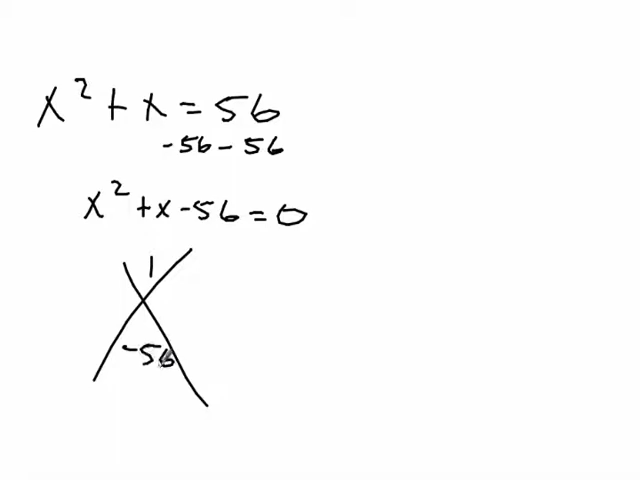 x² + x = 56
-56 - 56
x² + x - 56 = 0
1
-56